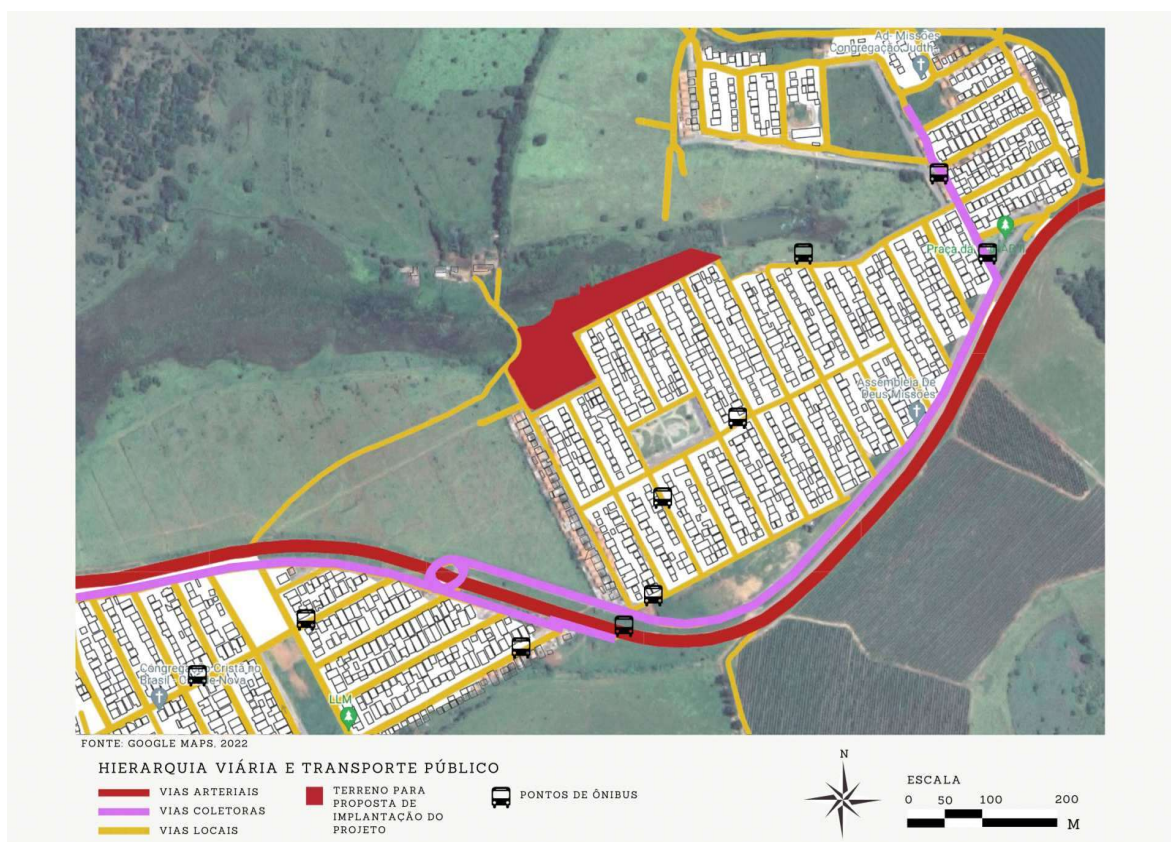 Ad- Missões
Congregação Judthe
Praça da
Assembleia De
Deus Missões
Congregação Cristã no
Brasil - C e Nova
LLM
FONTE: GOOGLE MAPS, 2022
HIERARQUIA VIÁRIA E TRANSPORTE PÚBLICO
VIAS ARTERIAIS
VIAS COLETORAS
VIAS LOCAIS
TERRENO PARA
PROPOSTA DE
IMPLANTAÇÃO DO
PROJETO
PONTOS DE ÔNIBUS
N
ESCALA
0 50 100 200
M